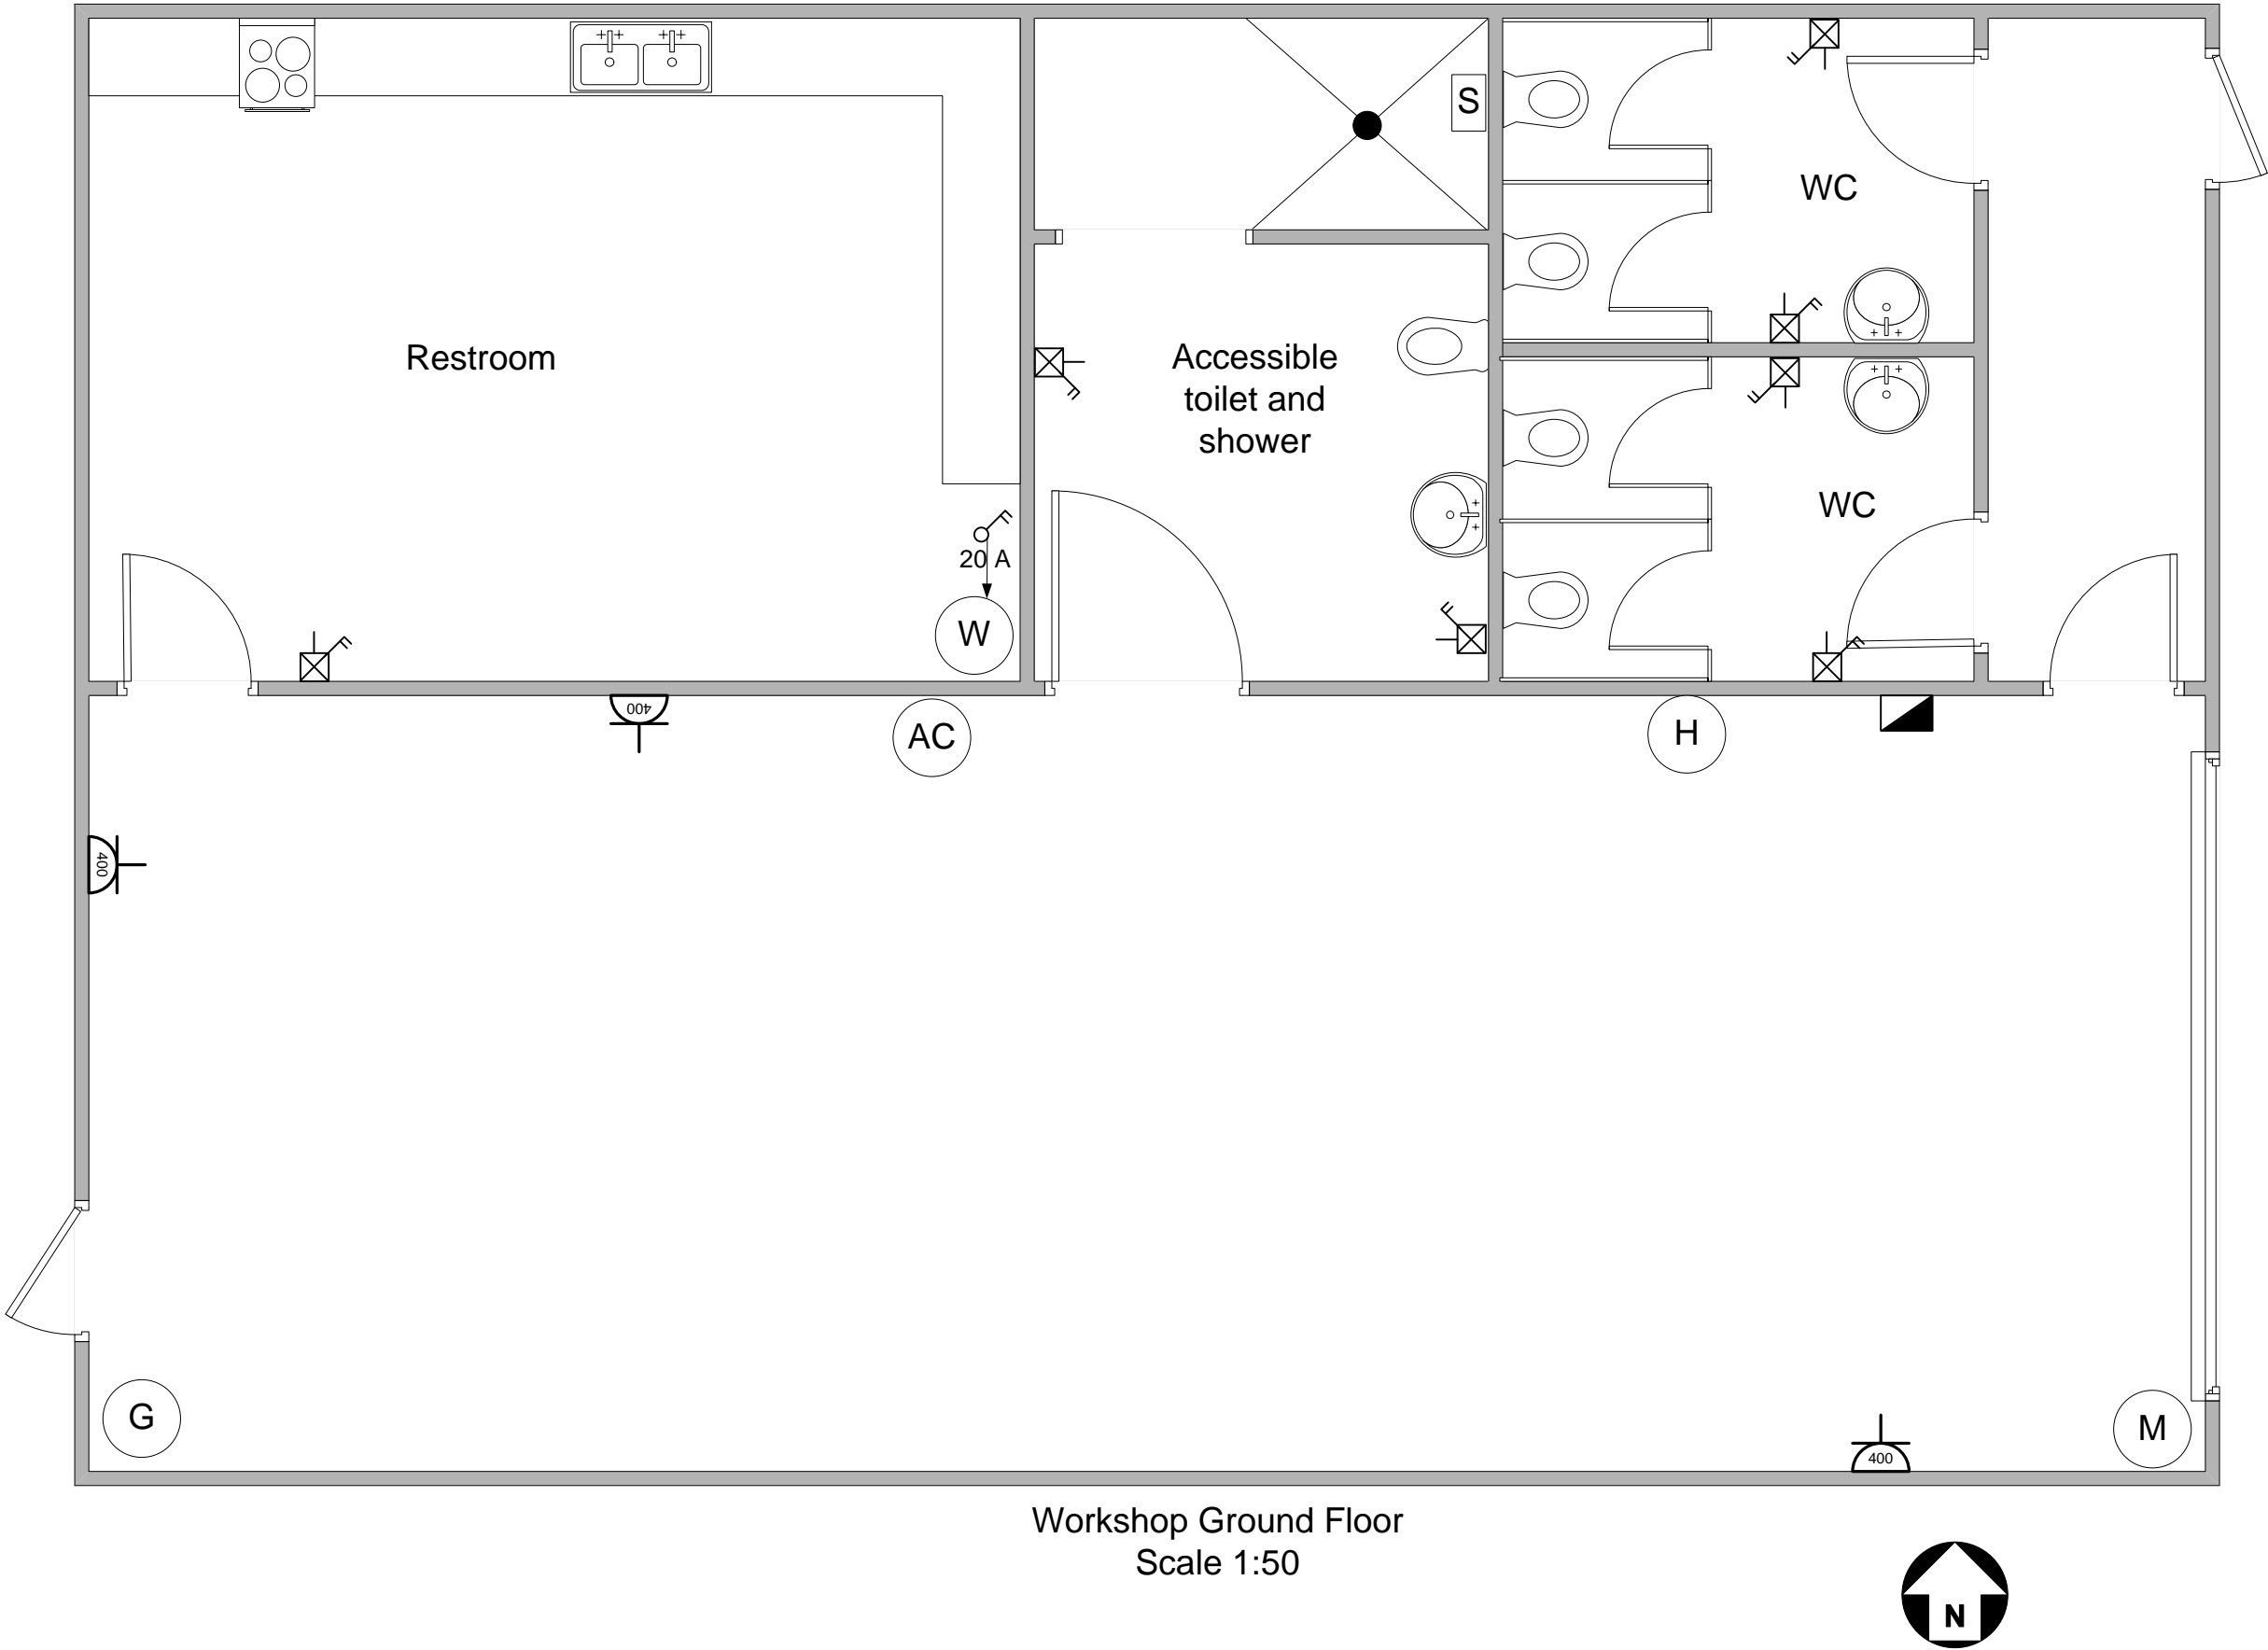 S
WC
Restroom
Accessible
toilet and
shower
WC
20 A
W
400
AC
H
400
G
M
400
Workshop Ground Floor
Scale 1:50
N